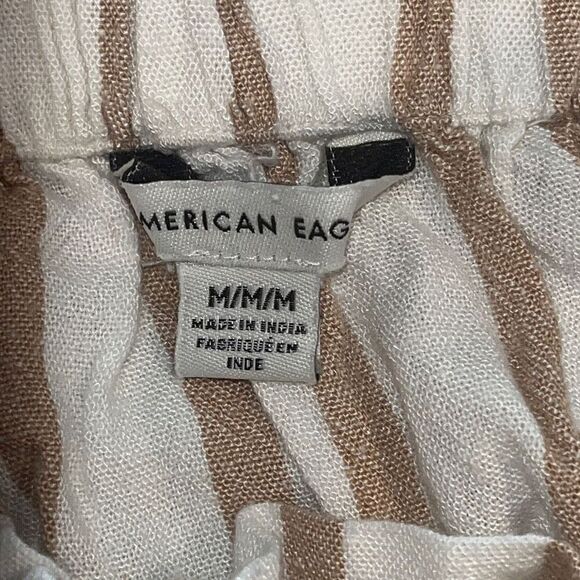 MERICAN EAG
M/M/M
MADE IN INDIA
FABRIQUÉ EN
INDE